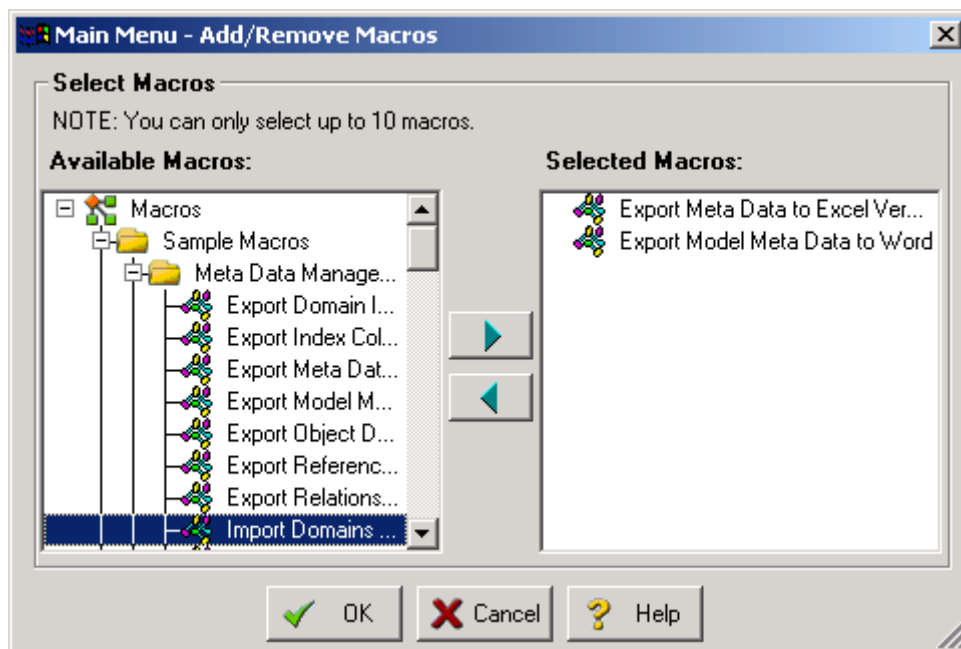 Main Menu - Add/Remove Macros
Select Macros
NOTE: You can only select up to 10 macros.
Available Macros:
Macros
Sample Macros
Meta Data Manage...
Export Domain I...
Export Index Col...
Export Meta Dat...
Export Model M...
Export Object D...
Export Referenc...
Export Relations...
Import Domains ...
Selected Macros:
Export Meta Data to Excel Ver...
Export Model Meta Data to Word
OK
Cancel
Help